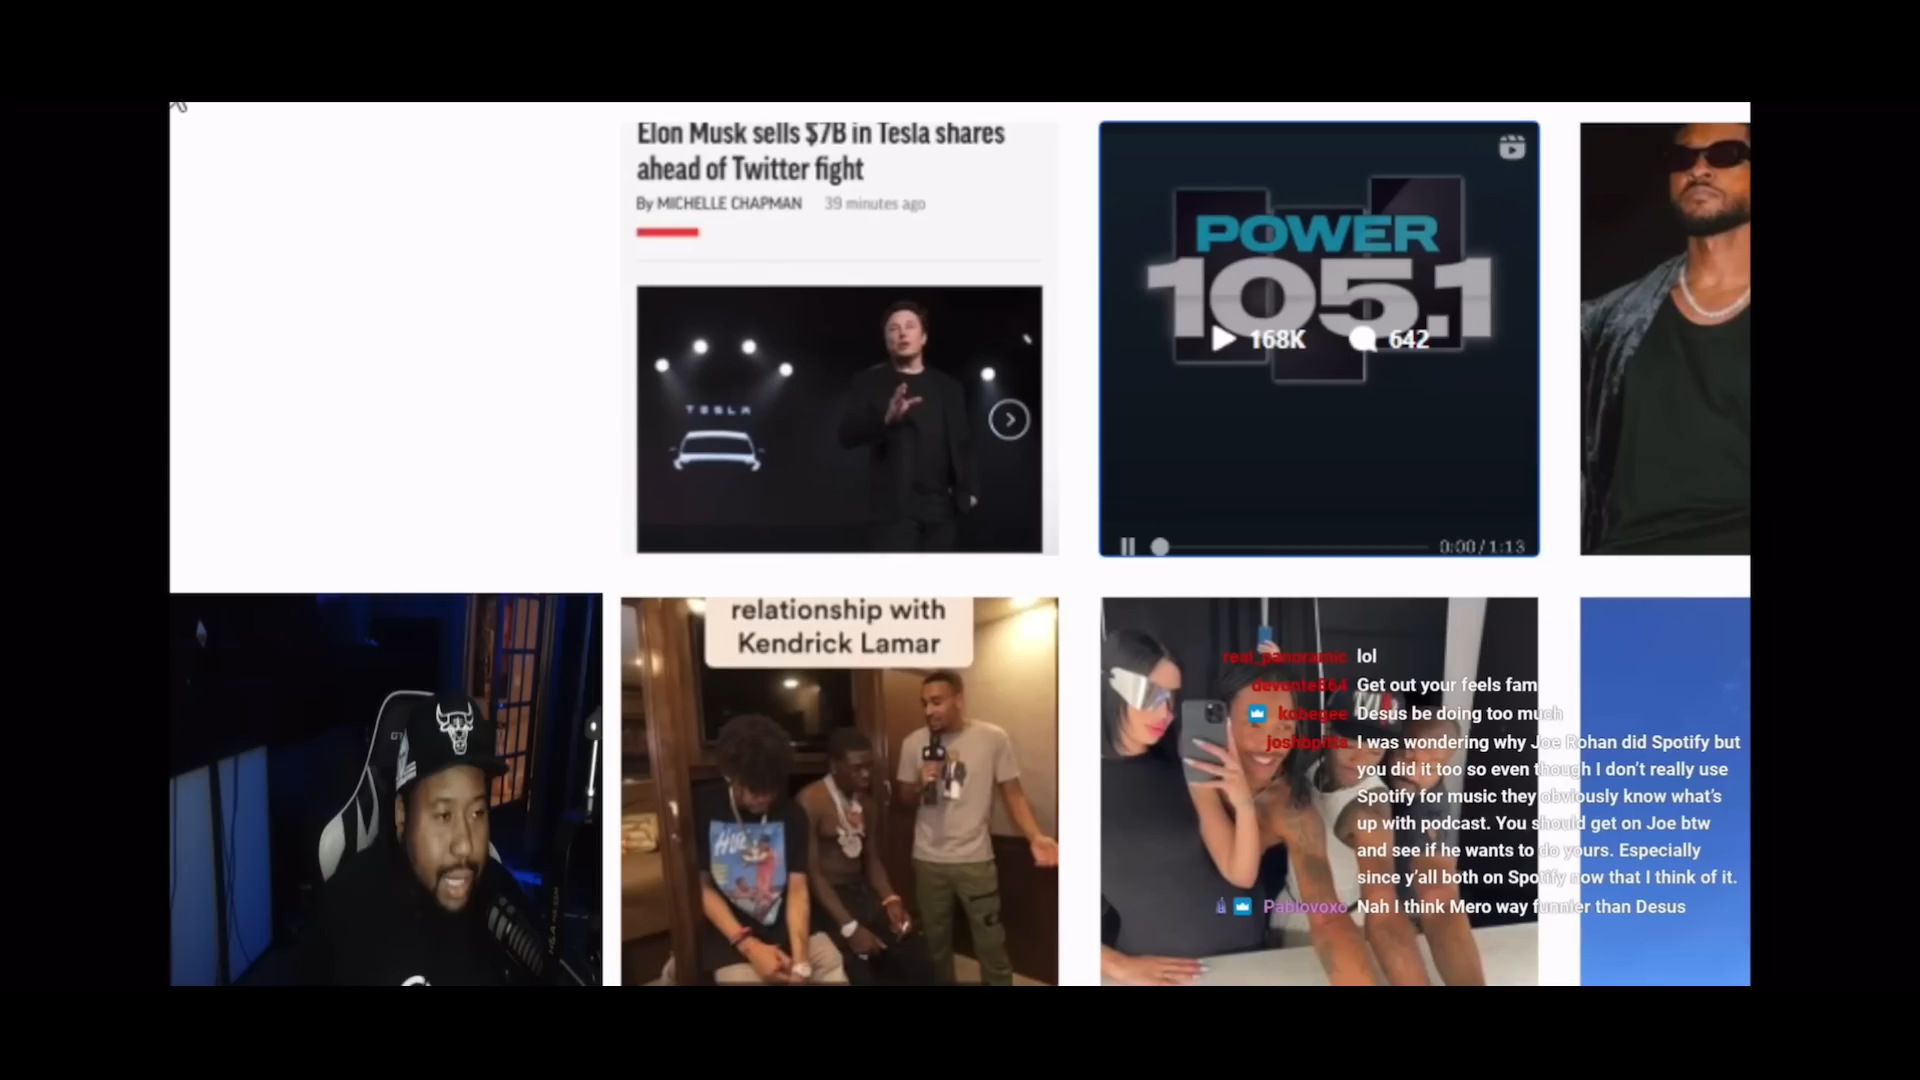 Elon Musk sells $7B in Tesla shares
ahead of Twitter fight
By MICHELLE CHAPMAN 39 minutes ago
TESLA
POWER
105.1
168K 642
0:00 / 1:13
relationship with
Kendrick Lamar
real_panoramic lol
devonte864 Get out your feels fam
kobegee Desus be doing too much
I was wondering why Joe Rohan did Spotify but
you did it too so even though I don't really use
Spotify for music they obviously know what's
up with podcast. You should get on Joe btw
and see if he wants to do yours. Especially
since y'all both on Spotify now that I think of it.
Pablovoxo Nah I think Mero way funnier than Desus